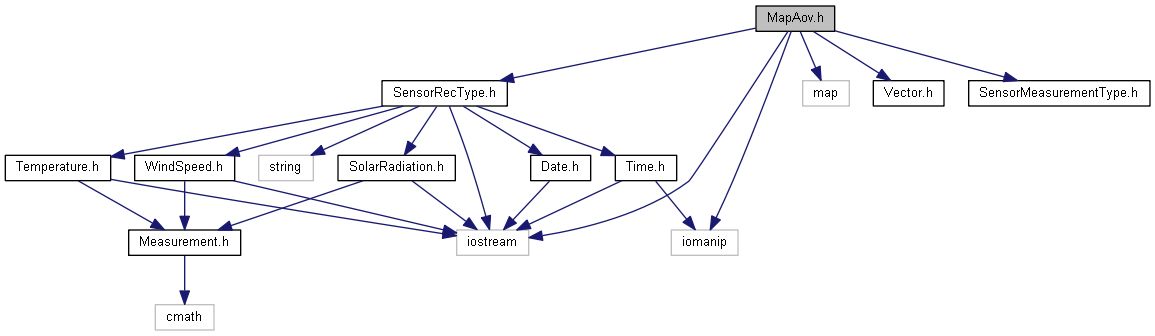 MapAov.h
SensorRecType.h
map
Vector.h
SensorMeasurementType.h
Temperature.h
WindSpeed.h
string
SolarRadiation.h
Date.h
Time.h
Measurement.h
iostream
iomanip
cmath